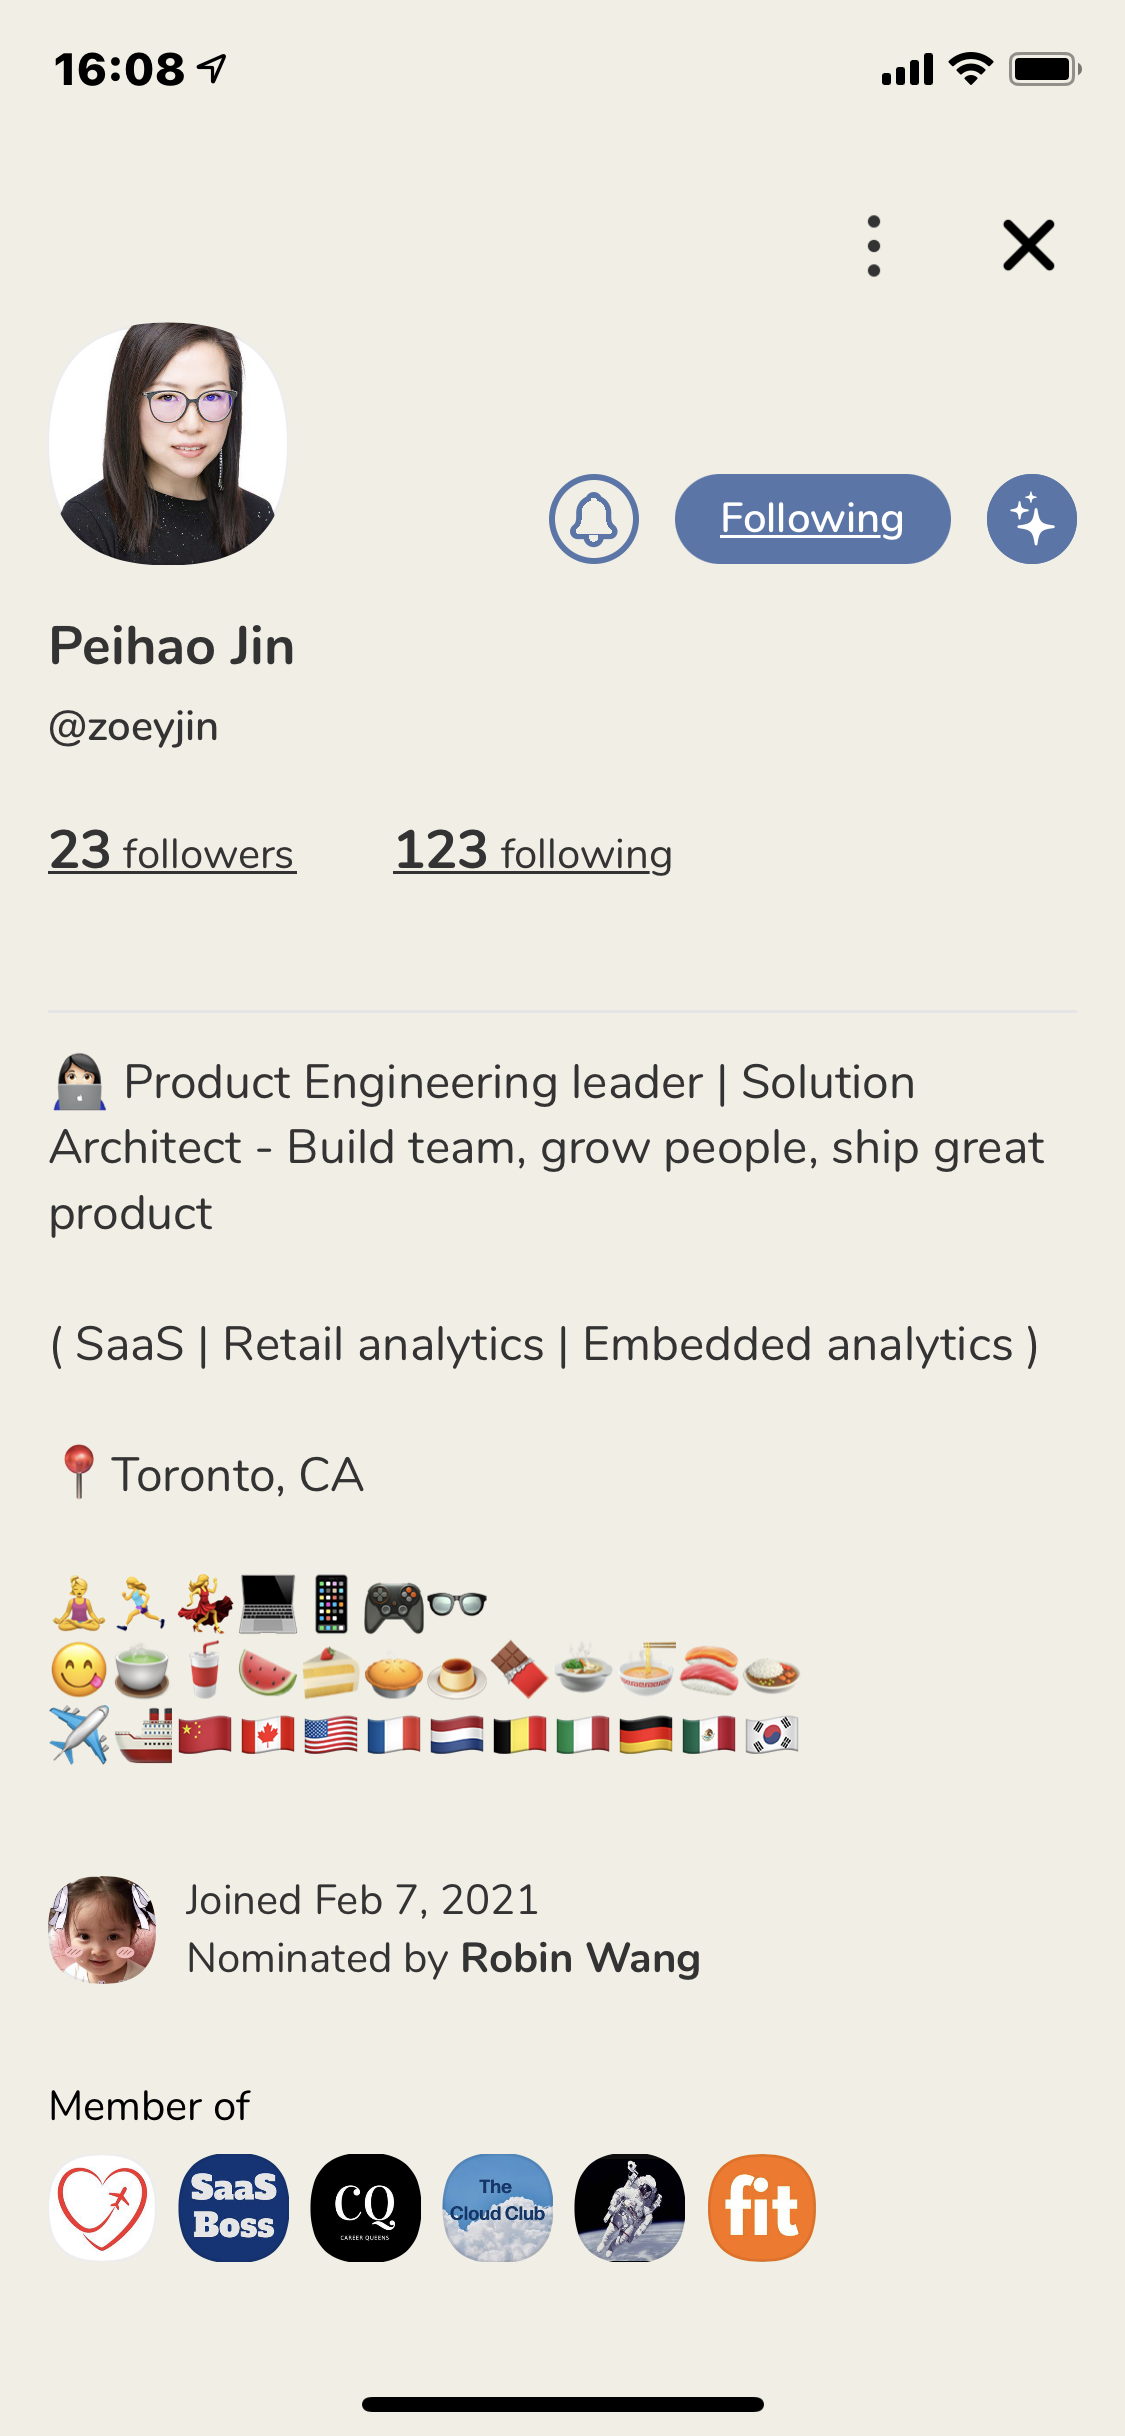 16:08
Following
Peihao Jin
@zoeyjin
23 followers 123 following
👩🏻‍💻 Product Engineering leader | Solution
Architect - Build team, grow people, ship great
product
( SaaS | Retail analytics | Embedded analytics )
📍Toronto, CA
🧘‍♀️🏃‍♀️💃💻📱🎮🕶
😋🍵🥤🍉🍰🥧🍮🍫🍲🍜🍣🍛
✈️🚢🇨🇳🇨🇦🇺🇸🇫🇷🇳🇱🇧🇪🇮🇹🇩🇪🇲🇽🇰🇷
Joined Feb 7, 2021
Nominated by Robin Wang
Member of
SaaS
Boss
CQ
CAREER QUEENS
The
Cloud Club
fit